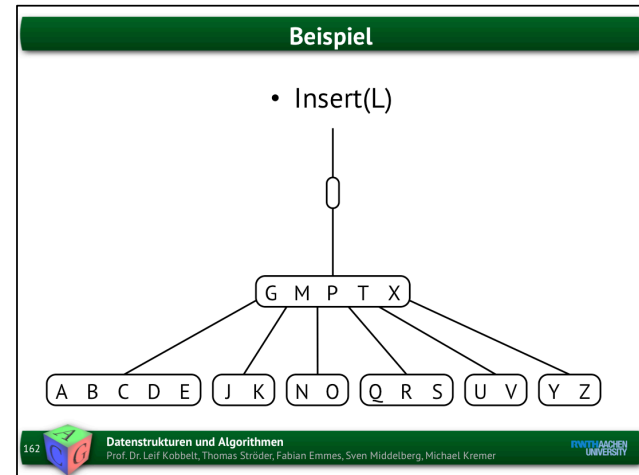 Beispiel
• Insert(L)
G M P T X
A B C D E J K N O Q R S U V Y Z
162 A C G Datenstrukturen und Algorithmen
Prof. Dr. Leif Kobbelt, Thomas Ströder, Fabian Emmes, Sven Middelberg, Michael Kremer
RWTHAACHEN
UNIVERSITY